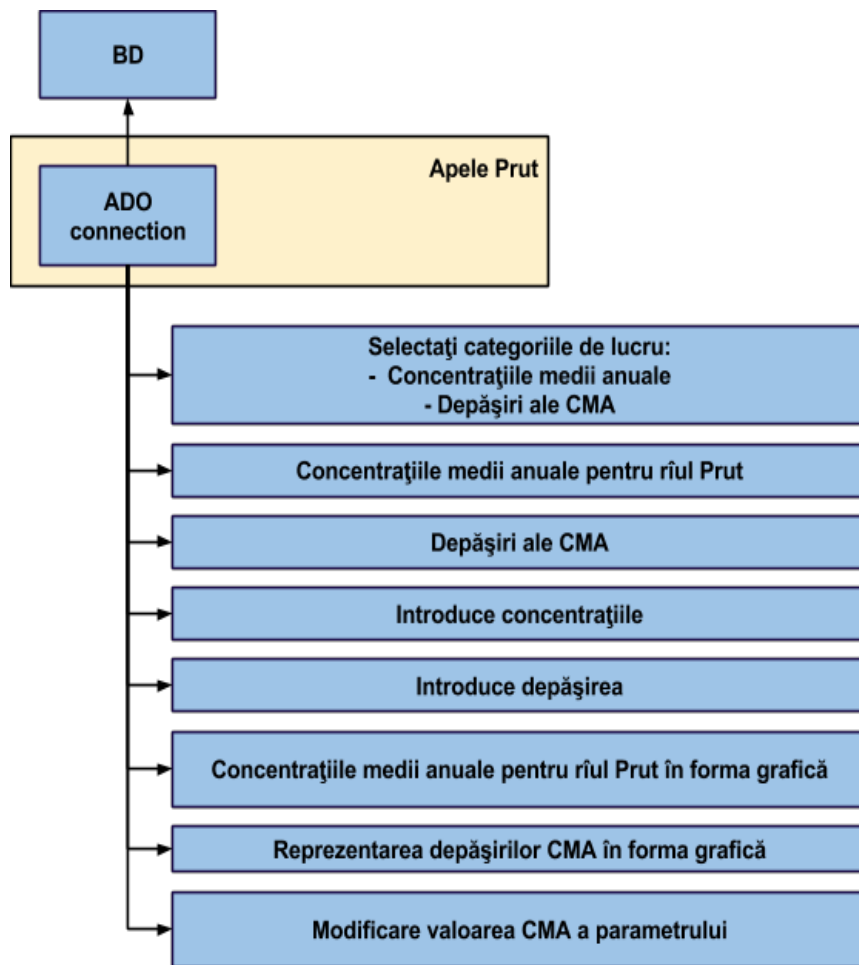 BD
Apele Prut
ADO
connection
Selectaţi categoriile de lucru:
- Concentraţiile medii anuale
- Depăşiri ale CMA
Concentraţiile medii anuale pentru rîul Prut
Depăşiri ale CMA
Introduce concentraţiile
Introduce depăşirea
Concentraţiile medii anuale pentru rîul Prut în forma grafică
Reprezentarea depăşirilor CMA în forma grafică
Modificare valoarea CMA a parametrului